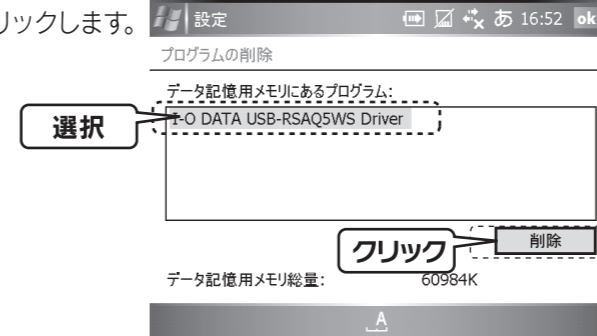 リックします。
設定 あ 16:52 ok
プログラムの削除
データ記憶用メモリにあるプログラム:
選択
I-O DATA USB-RSAQ5WS Driver
クリック
削除
データ記憶用メモリ総量: 60984K
A